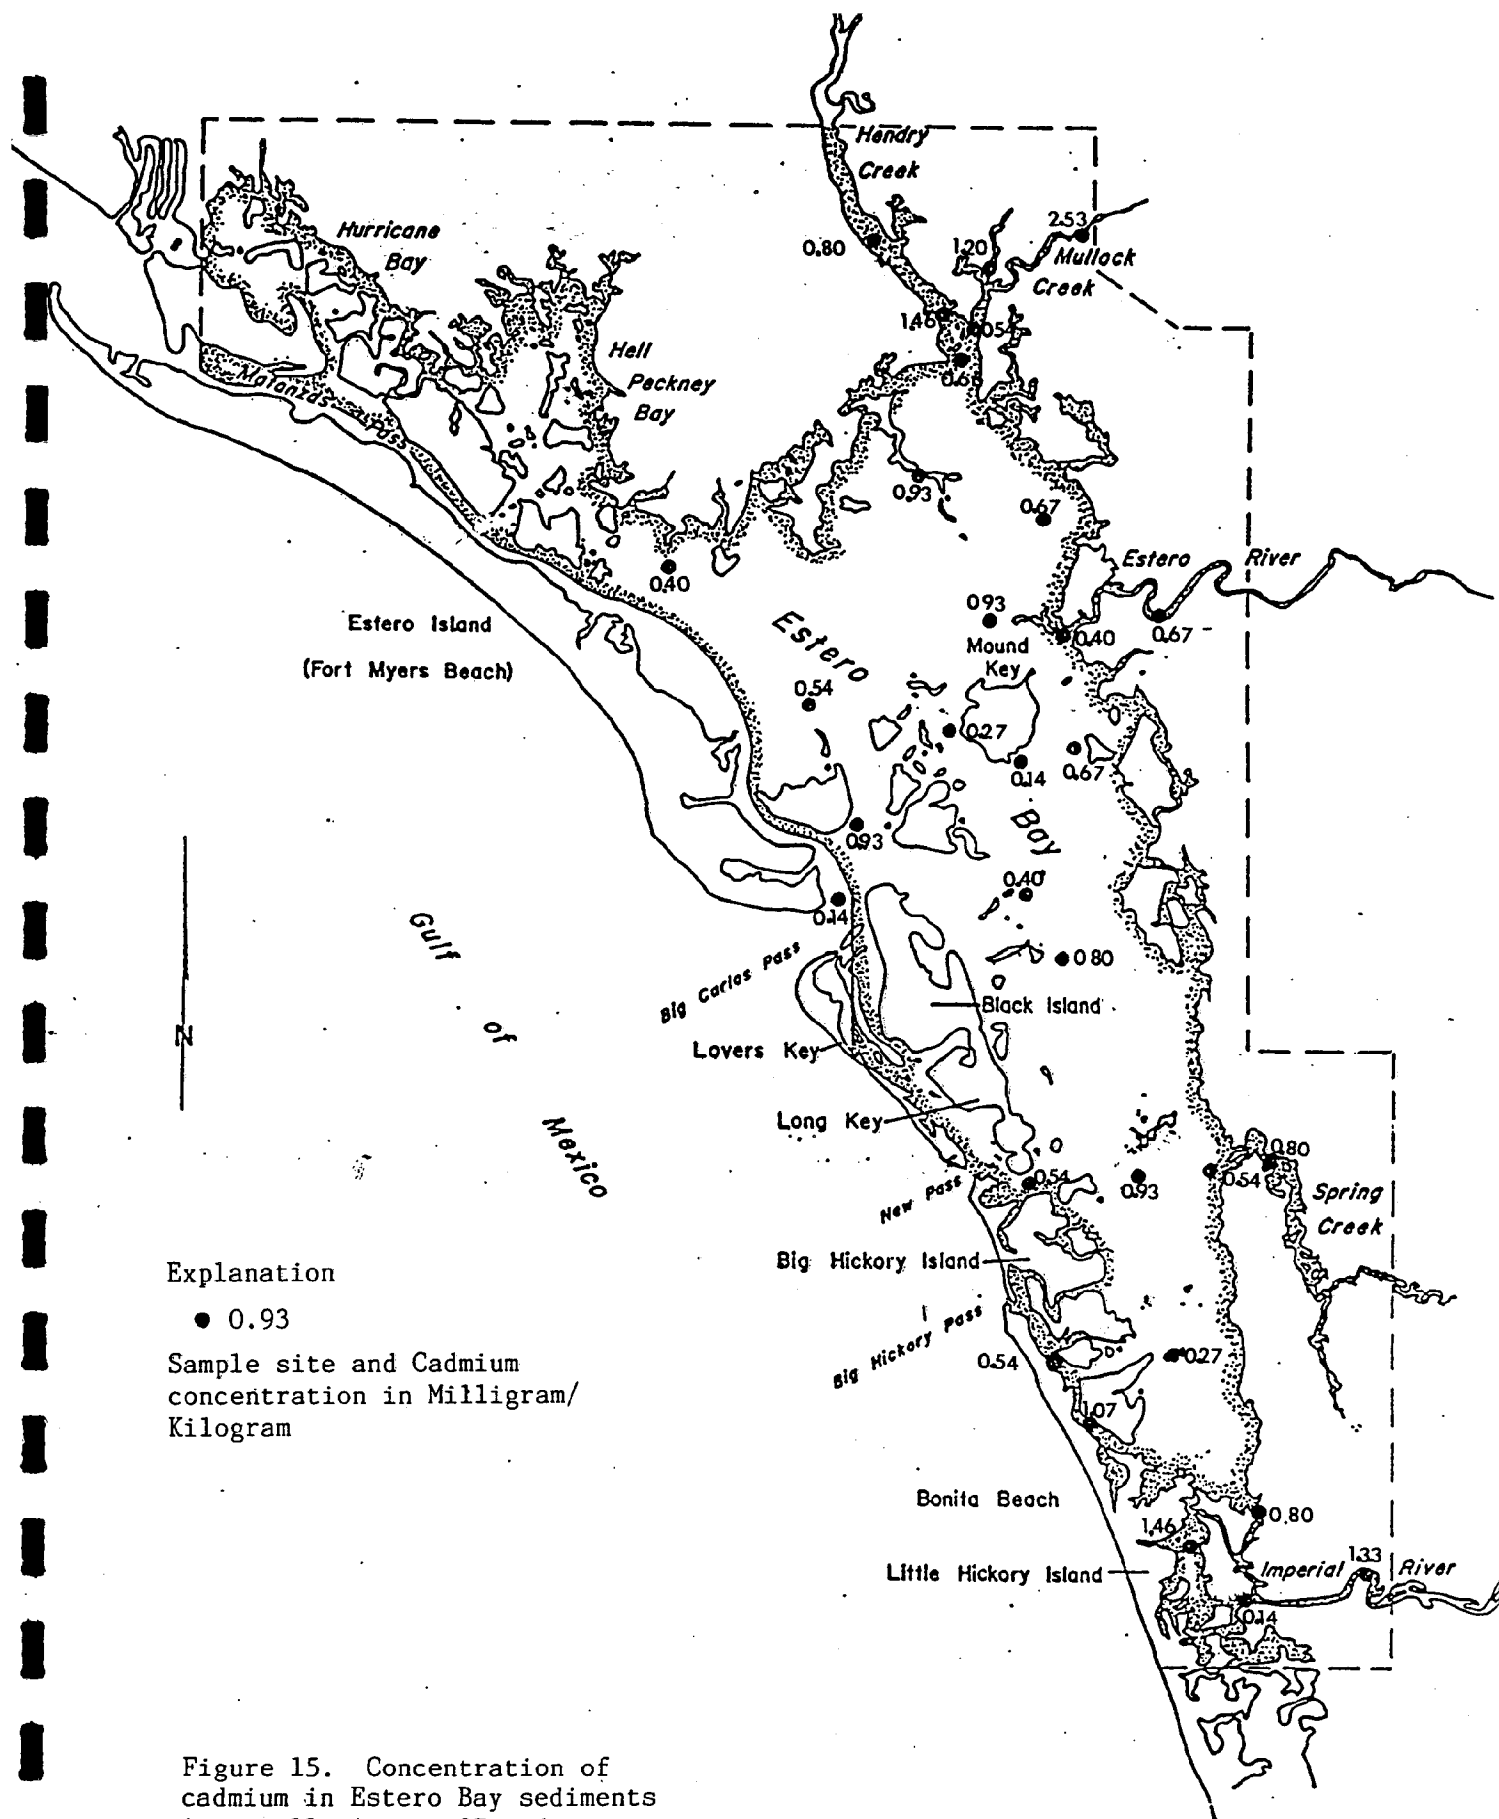 Hendry
Creek
2.53
1.20
0.80
Mullock
Creek
Hurricane
Bay
1.46
0.54
Hell
Peckney
Bay
Matanzas Pass
0.93
0.67
Estero River
0.40
0.93
0.40
0.67
Estero Island
(Fort Myers Beach)
Mound
Key
Estero
Bay
0.54
0.27
0.14
0.67
0.93
0.40
0.14
Gulf
of
Mexico
Big Carlos Pass
0.80
Black Island
N
Lovers Key
Long Key
0.80
0.54
0.93
0.54
New Pass
Spring
Creek
Big Hickory Island
Explanation
0.93
Sample site and Cadmium
concentration in Milligram/
Kilogram
Big Hickory Pass
0.54
0.27
1.07
Bonita Beach
0.80
1.46
Little Hickory Island
Imperial River
1.33
0.14
Figure 15. Concentration of
cadmium in Estero Bay sediments